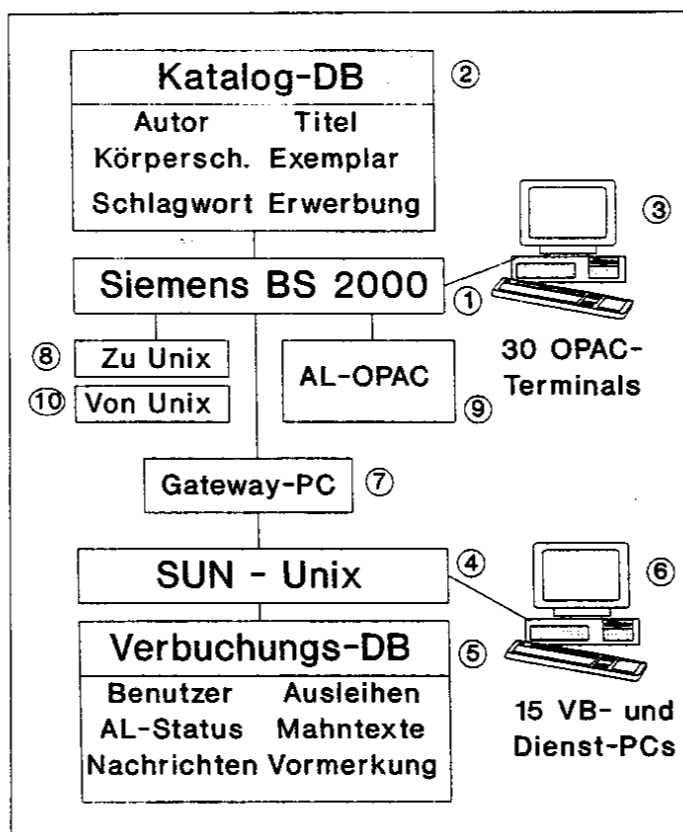 Katalog-DB ②
Autor Titel
Körpersch. Exemplar
Schlagwort Erwerbung
③
Siemens BS 2000 ①
30 OPAC-
Terminals
⑧ Zu Unix
⑩ Von Unix
AL-OPAC
⑨
Gateway-PC ⑦
SUN - Unix ④
⑥
Verbuchungs-DB ⑤
Benutzer Ausleihen
AL-Status Mahntexte
Nachrichten Vormerkung
15 VB- und
Dienst-PCs